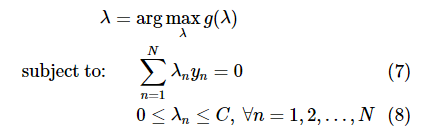 λ = arg max g(λ)
λ
subject to: N∑n=1 λₙyₙ = 0 (7)
0 ≤ λₙ ≤ C, ∀n = 1, 2, …, N (8)